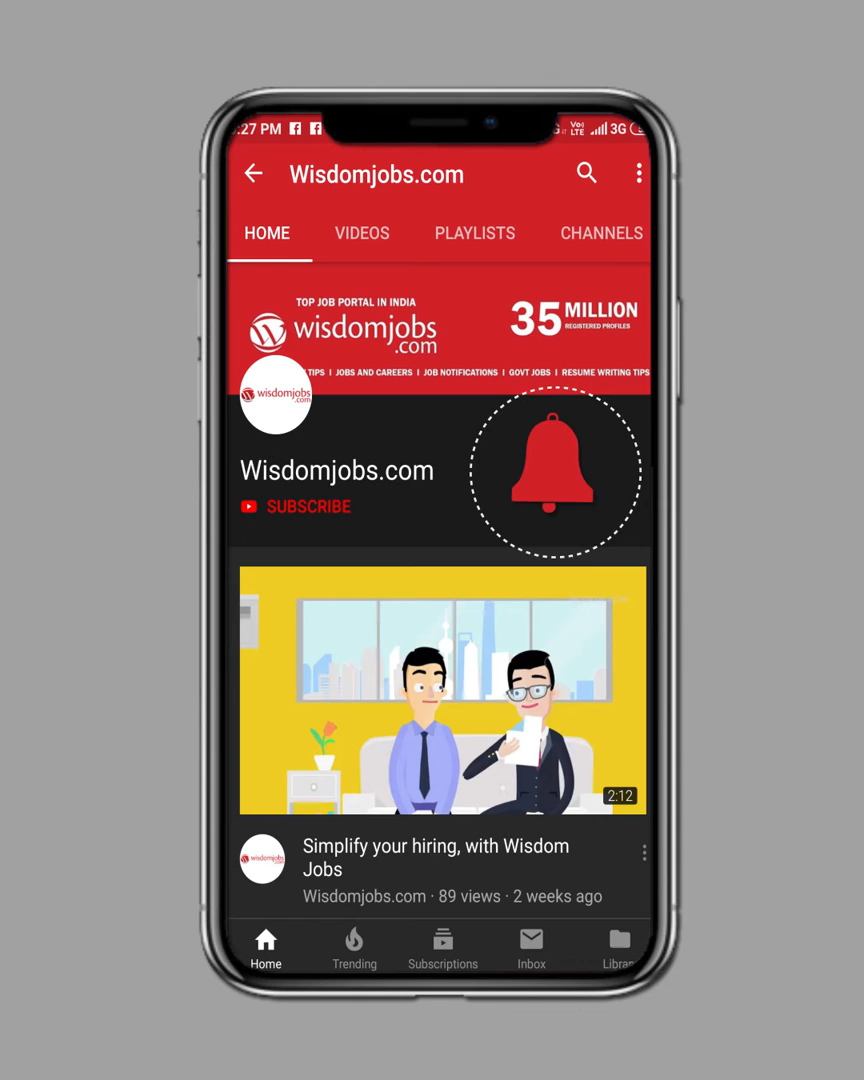 :27 PM
Vo) LTE
3G
Wisdomjobs.com
HOME VIDEOS PLAYLISTS CHANNELS
TOP JOB PORTAL IN INDIA
wisdomjobs
.com
35 MILLION
REGISTERED PROFILES
TIPS I JOBS AND CAREERS I JOB NOTIFICATIONS I GOVT JOBS I RESUME WRITING TIPS
wisdomjobs
.com
Wisdomjobs.com
SUBSCRIBE
2:12
wisdomjobs
.com
Simplify your hiring, with Wisdom
Jobs
Wisdomjobs.com · 89 views · 2 weeks ago
Home Trending Subscriptions Inbox Librar